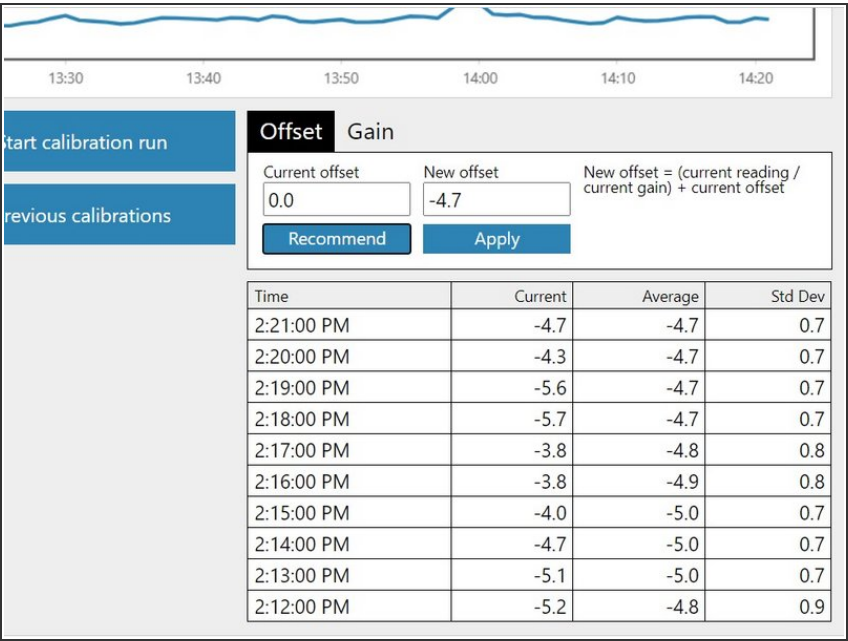 13:30 13:40 13:50 14:00 14:10 14:20
Start calibration run
Previous calibrations
Offset Gain
Current offset New offset
0.0 -4.7
Recommend Apply
New offset = (current reading /
current gain) + current offset
Time Current Average Std Dev
2:21:00 PM -4.7 -4.7 0.7
2:20:00 PM -4.3 -4.7 0.7
2:19:00 PM -5.6 -4.7 0.7
2:18:00 PM -5.7 -4.7 0.7
2:17:00 PM -3.8 -4.8 0.8
2:16:00 PM -3.8 -4.9 0.8
2:15:00 PM -4.0 -5.0 0.7
2:14:00 PM -4.7 -5.0 0.7
2:13:00 PM -5.1 -5.0 0.7
2:12:00 PM -5.2 -4.8 0.9